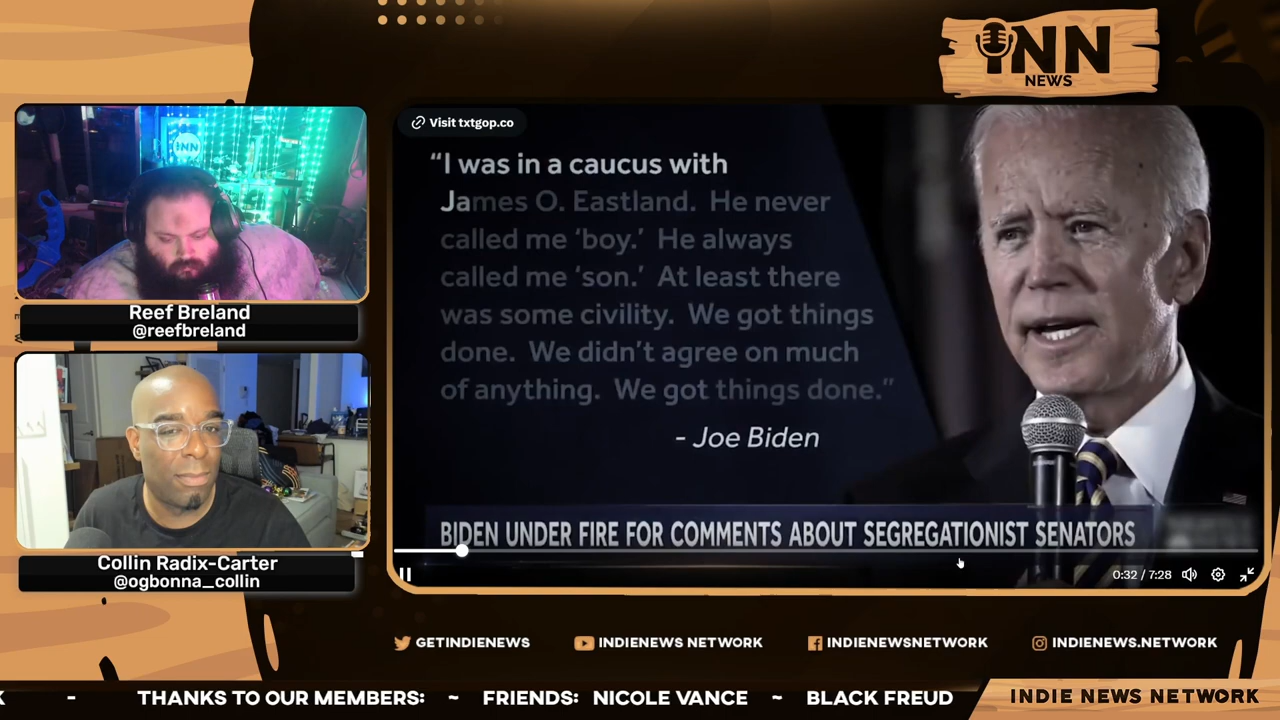 iNN
NEWS
Visit txtgop.co
“I was in a caucus with
James O. Eastland. He never
called me ‘boy.’ He always
called me ‘son.’ At least there
was some civility. We got things
done. We didn’t agree on much
of anything. We got things done.”
- Joe Biden
BIDEN UNDER FIRE FOR COMMENTS ABOUT SEGREGATIONIST SENATORS
0:32 / 7:28
iNN
Reef Breland
@reefbreland
Collin Radix-Carter
@ogbonna_collin
GETINDIENEWS
INDIENEWS NETWORK
INDIENEWSNETWORK
INDIENEWS.NETWORK
K - THANKS TO OUR MEMBERS: ~ FRIENDS: NICOLE VANCE ~ BLACK FREUD
INDIE NEWS NETWORK